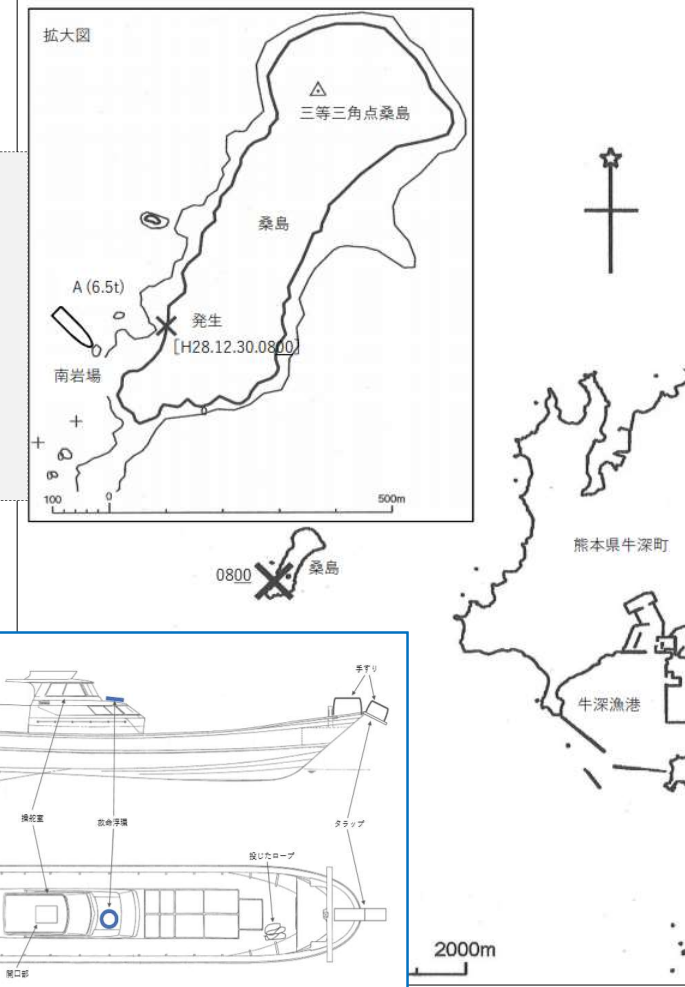 拡大図
三等三角点桑島
桑島
A (6.5t)
発生
[H28.12.30.0800]
南岩場
100
0
500m
0800
桑島
熊本県牛深町
牛深漁港
手すり
操舵室
救命浮環
タラップ
投じたロープ
開口部
2000m